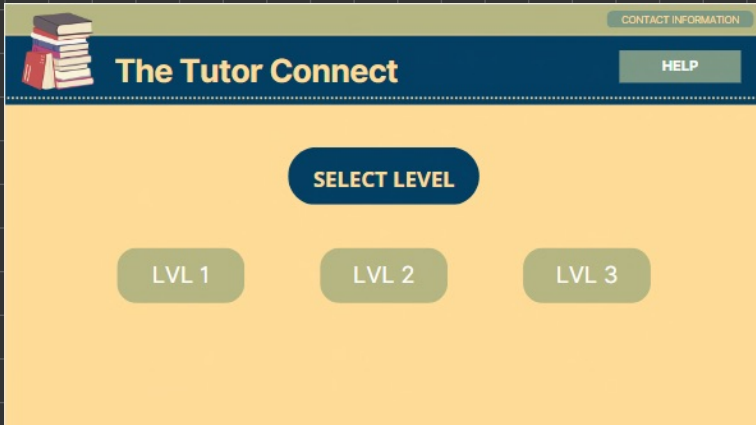 CONTACT INFORMATION
The Tutor Connect
HELP
SELECT LEVEL
LVL 1
LVL 2
LVL 3